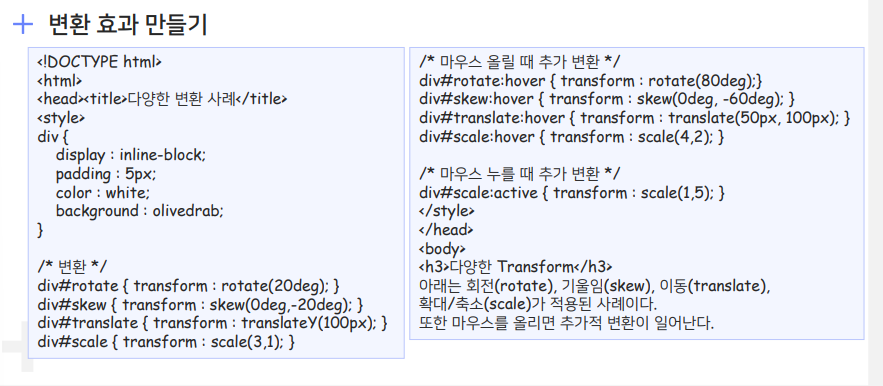 변환 효과 만들기
<!DOCTYPE html>
<html>
<head><title>다양한 변환 사례</title>
<style>
div {
display : inline-block;
padding : 5px;
color : white;
background : olivedrab;
}
/* 변환 */
div#rotate { transform : rotate(20deg); }
div#skew { transform : skew(0deg,-20deg); }
div#translate { transform : translateY(100px); }
div#scale { transform : scale(3,1); }
/* 마우스 올릴 때 추가 변환 */
div#rotate:hover { transform : rotate(80deg);}
div#skew:hover { transform : skew(0deg, -60deg); }
div#translate:hover { transform : translate(50px, 100px); }
div#scale:hover { transform : scale(4,2); }
/* 마우스 누를 때 추가 변환 */
div#scale:active { transform : scale(1,5); }
</style>
</head>
<body>
<h3>다양한 Transform</h3>
아래는 회전(rotate), 기울임(skew), 이동(translate),
확대/축소(scale)가 적용된 사례이다.
또한 마우스를 올리면 추가적 변환이 일어난다.